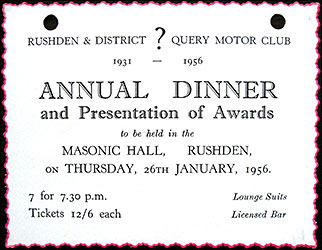 RUSHDEN & DISTRICT ? QUERY MOTOR CLUB
1931 — 1956
ANNUAL DINNER
and Presentation of Awards
to be held in the
MASONIC HALL, RUSHDEN,
ON THURSDAY, 26TH JANUARY, 1956.
7 for 7.30 p.m. Lounge Suits
Tickets 12/6 each Licensed Bar